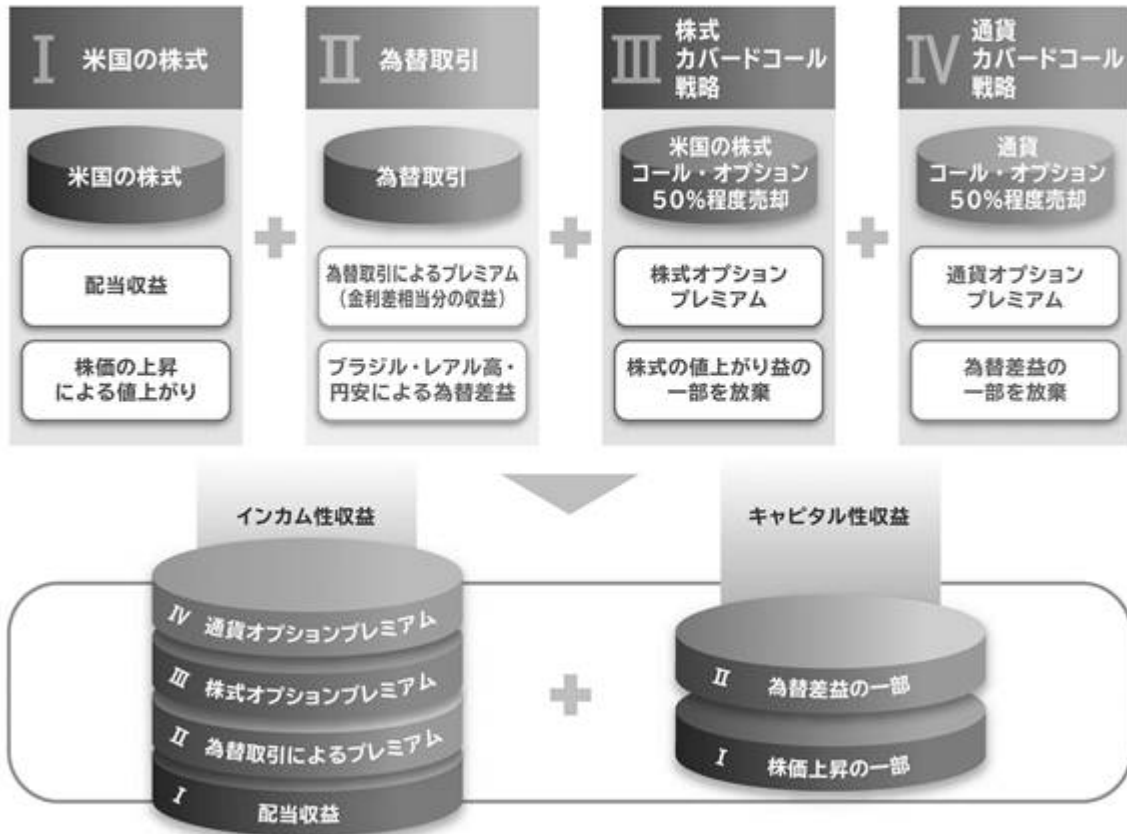 I 米国の株式
II 為替取引
III 株式
カバードコール
戦略
IV 通貨
カバードコール
戦略
米国の株式
為替取引
米国の株式
コール・オプション
50%程度売却
通貨
コール・オプション
50%程度売却
+
+
+
配当収益
為替取引によるプレミアム
（金利差相当分の収益）
株式オプション
プレミアム
通貨オプション
プレミアム
株価の上昇
による値上がり
ブラジル・レアル高・
円安による為替差益
株式の値上がり益の
一部を放棄
為替差益の
一部を放棄
インカム性収益
キャピタル性収益
IV 通貨オプションプレミアム
III 株式オプションプレミアム
II 為替取引によるプレミアム
I 配当収益
+
II 為替差益の一部
I 株価上昇の一部